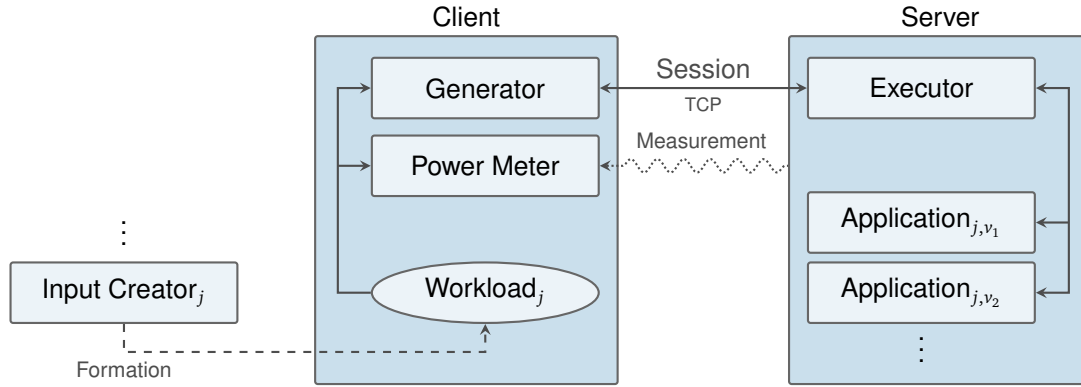 Client
Server
Generator
Session
TCP
Executor
Power Meter
Measurement
Application_{j,v_1}
⋮
Input Creator_j
Workload_j
Application_{j,v_2}
⋮
Formation